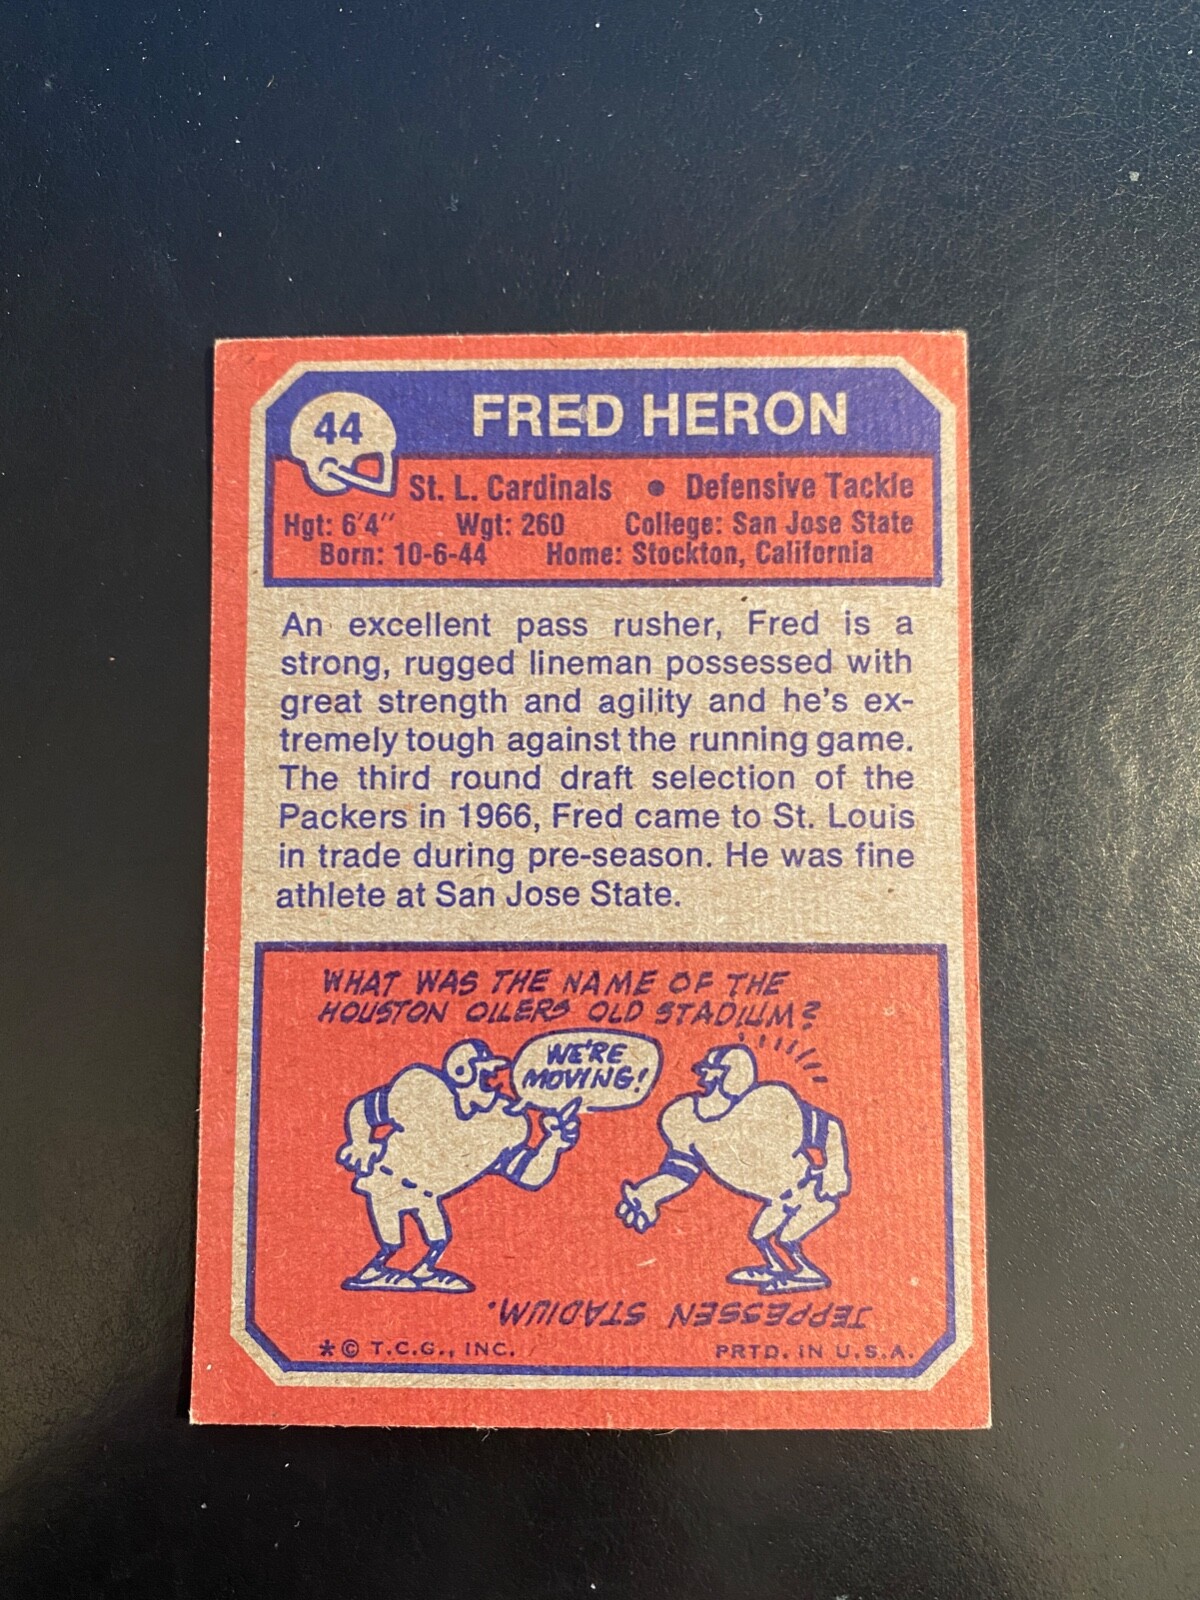 44
FRED HERON
St. L. Cardinals • Defensive Tackle
Hgt: 6'4" Wgt: 260 College: San Jose State
Born: 10-6-44 Home: Stockton, California
An excellent pass rusher, Fred is a
strong, rugged lineman possessed with
great strength and agility and he's ex-
tremely tough against the running game.
The third round draft selection of the
Packers in 1966, Fred came to St. Louis
in trade during pre-season. He was fine
athlete at San Jose State.
WHAT WAS THE NAME OF THE
HOUSTON OILERS OLD STADIUM?
WE'RE
MOVING!
JEPPESSEN STADIUM.
*© T.C.G., INC. PRTD. IN U.S.A.